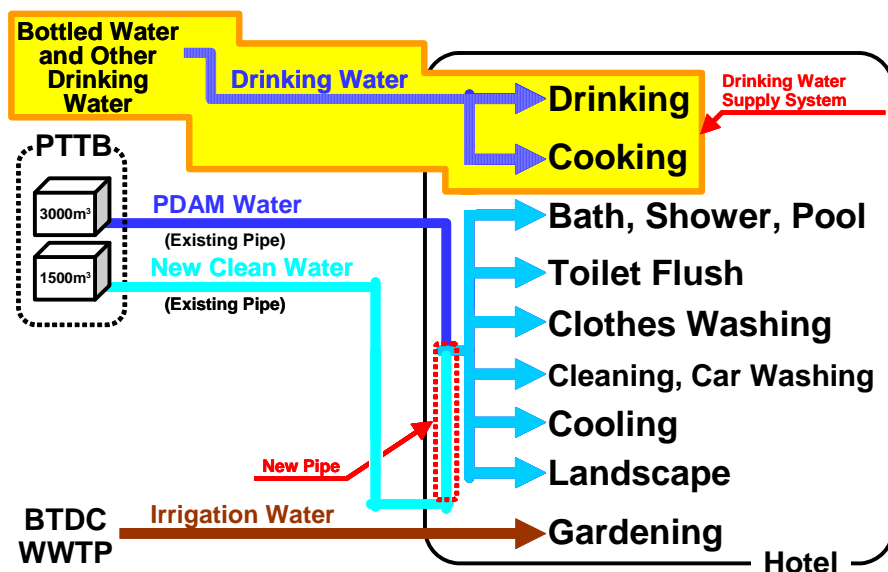 Bottled Water
and Other
Drinking
Water
Drinking Water
Drinking
Cooking
Drinking Water
Supply System
PTTB
3000m³
1500m³
PDAM Water
(Existing Pipe)
New Clean Water
(Existing Pipe)
Bath, Shower, Pool
Toilet Flush
Clothes Washing
Cleaning, Car Washing
Cooling
Landscape
New Pipe
BTDC
WWTP
Irrigation Water
Gardening
Hotel